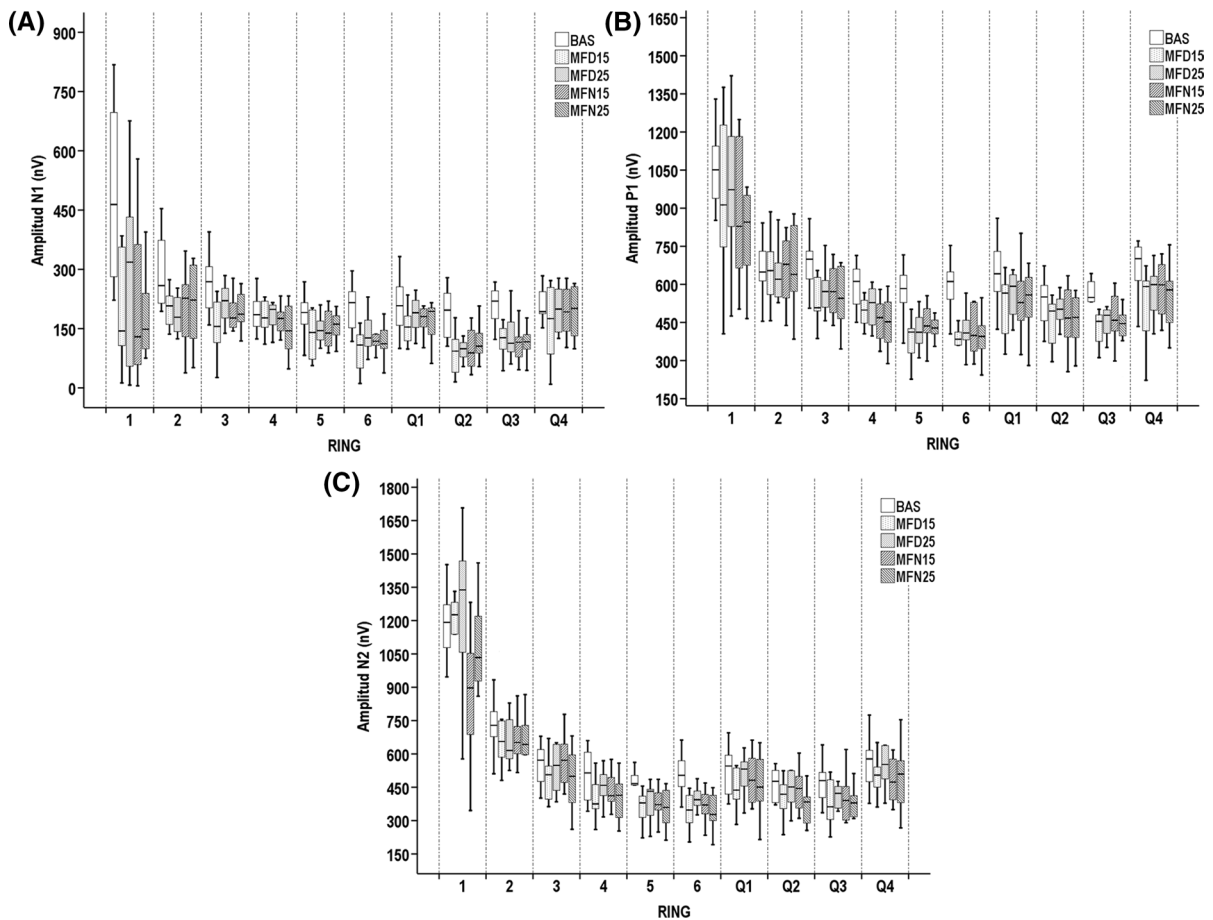 (A)
Amplitud N1 (nV)
900
750
600
450
300
150
0
BAS
MFD15
MFD25
MFN15
MFN25
1 2 3 4 5 6 Q1 Q2 Q3 Q4
RING
(B)
Amplitud P1 (nV)
1650
1500
1350
1200
1050
900
750
600
450
300
150
BAS
MFD15
MFD25
MFN15
MFN25
1 2 3 4 5 6 Q1 Q2 Q3 Q4
RING
(C)
Amplitud N2 (nV)
1800
1650
1500
1350
1200
1050
900
750
600
450
300
150
BAS
MFD15
MFD25
MFN15
MFN25
1 2 3 4 5 6 Q1 Q2 Q3 Q4
RING